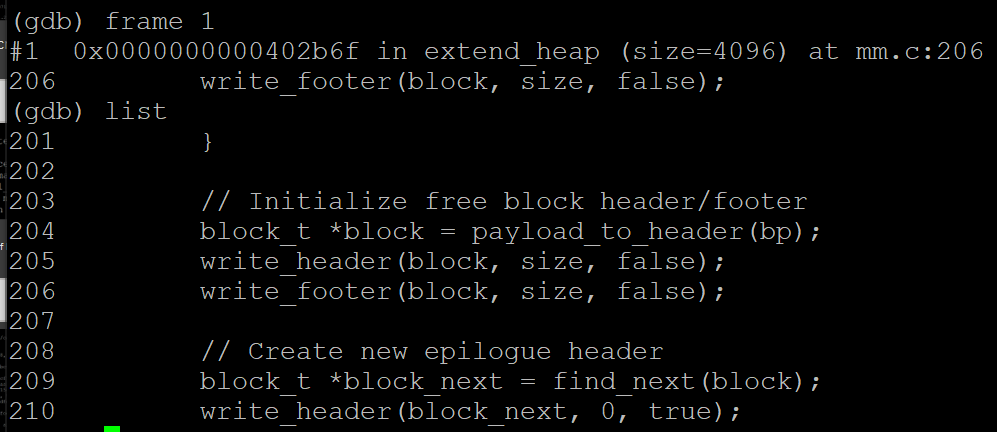 (gdb) frame 1
#1  0x0000000000402b6f in extend_heap (size=4096) at mm.c:206
206         write_footer(block, size, false);
(gdb) list
201         }
202
203         // Initialize free block header/footer
204         block_t *block = payload_to_header(bp);
205         write_header(block, size, false);
206         write_footer(block, size, false);
207
208         // Create new epilogue header
209         block_t *block_next = find_next(block);
210         write_header(block_next, 0, true);